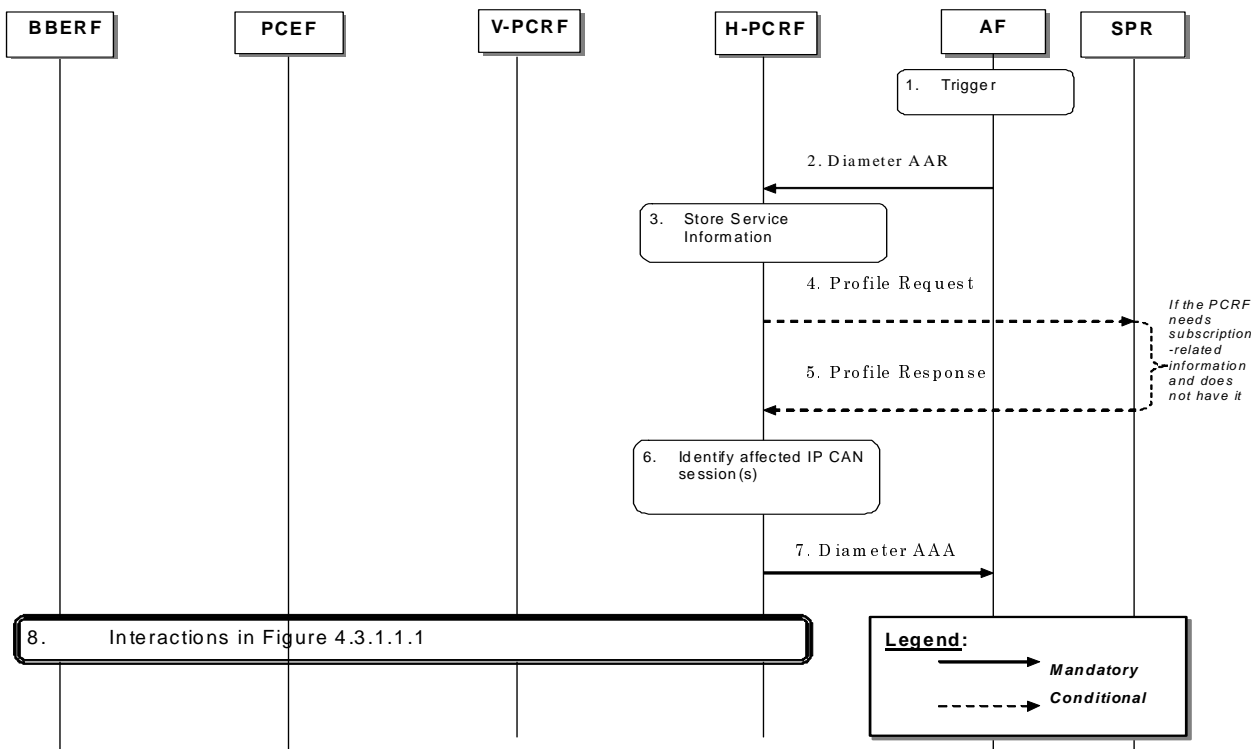 BBERF
PCEF
V-PCRF
H-PCRF
AF
SPR
1. Trigger
2. Diameter AAR
3. Store Service
Information
4. Profile Request
If the PCRF
needs
subscription
-related
information
and does
not have it
5. Profile Response
6. Identify affected IP CAN
session(s)
7. Diameter AAA
8. Interactions in Figure 4.3.1.1.1
Legend:
Mandatory
Conditional